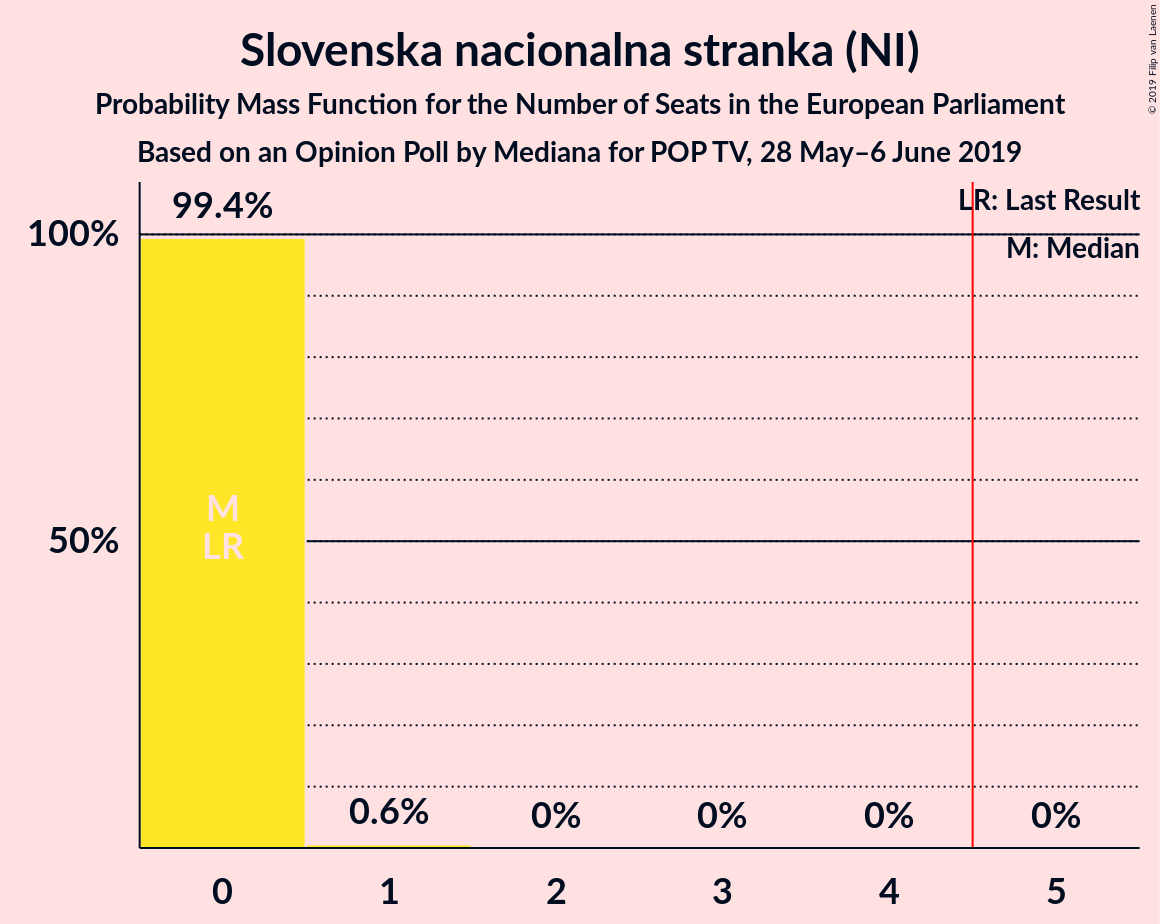 Slovenska nacionalna stranka (NI)
Probability Mass Function for the Number of Seats in the European Parliament
Based on an Opinion Poll by Mediana for POP TV, 28 May–6 June 2019
© 2019 Filip van Laenen
LR: Last Result
M: Median
100%
50%
99.4%
M
LR
0.6%
0%
0%
0%
0%
0
1
2
3
4
5